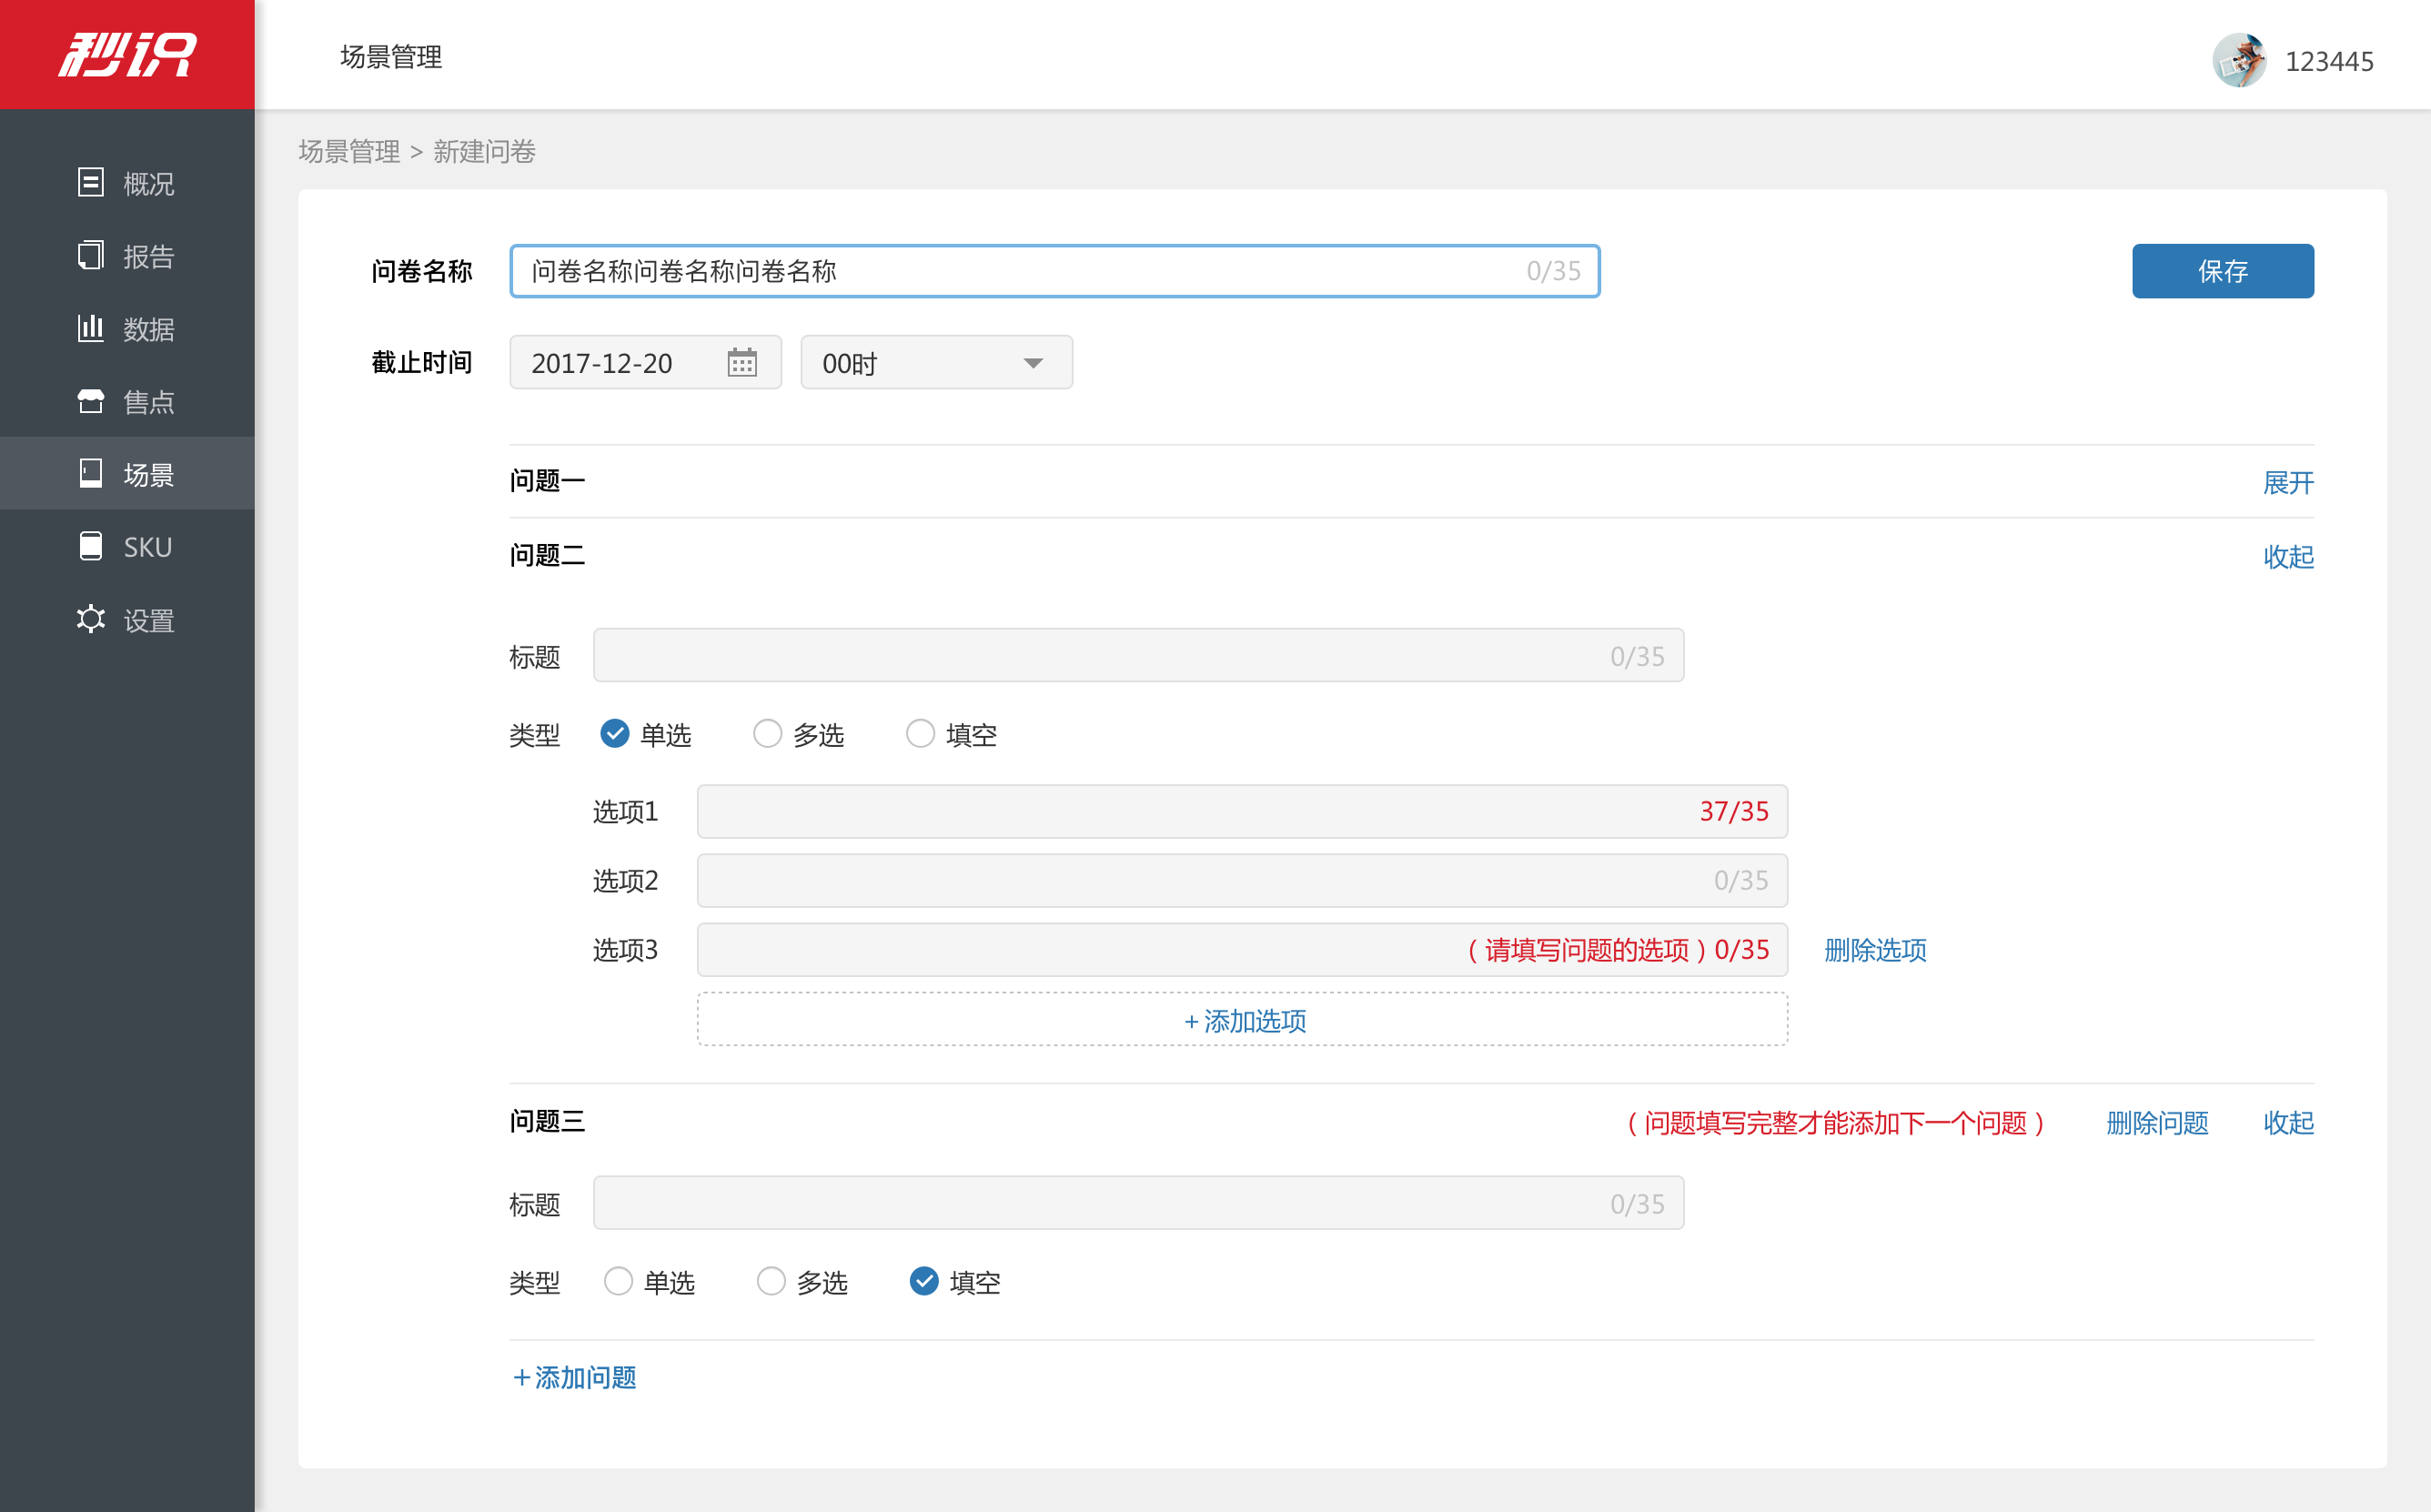 秒识
场景管理
123445
概况
报告
数据
售点
场景
SKU
设置
场景管理 > 新建问卷
问卷名称 问卷名称问卷名称问卷名称 0/35 保存
截止时间 2017-12-20 00时
问题一 展开
问题二 收起
标题 0/35
类型 单选 多选 填空
选项1 37/35
选项2 0/35
选项3 （请填写问题的选项）0/35 删除选项
+ 添加选项
问题三 （问题填写完整才能添加下一个问题） 删除问题 收起
标题 0/35
类型 单选 多选 填空
+添加问题